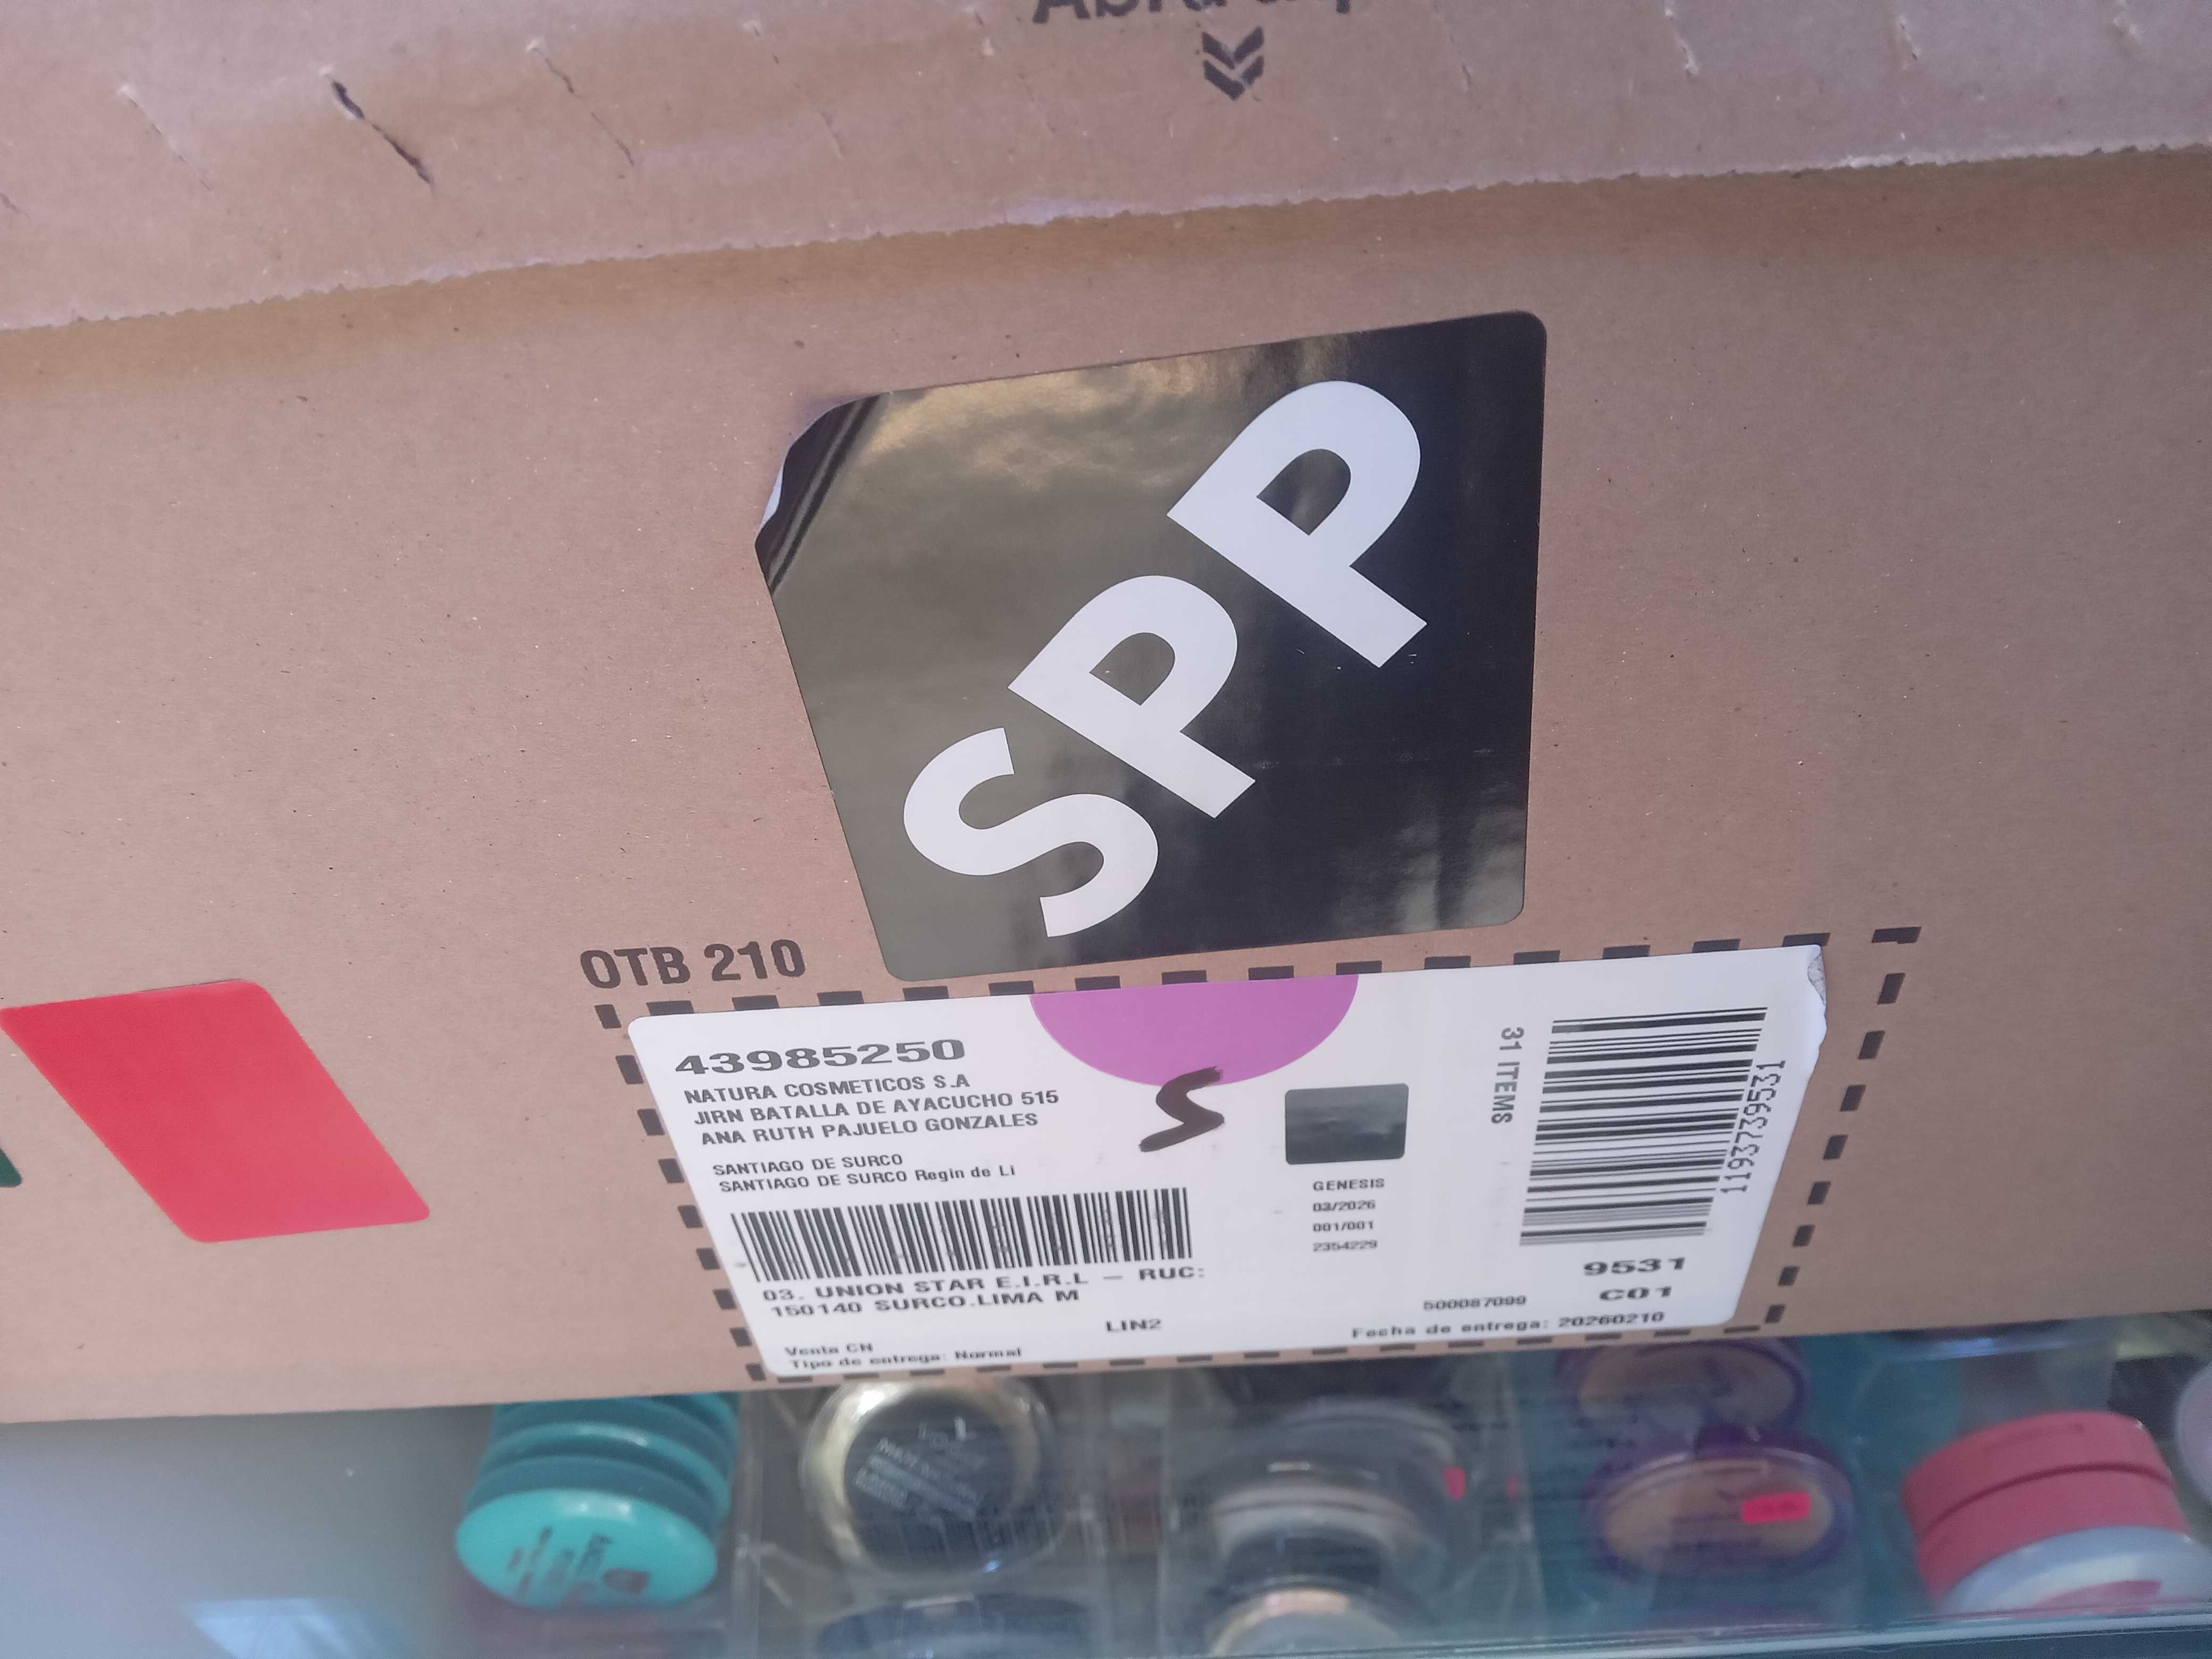 SPP
OTB 210
43985250
NATURA COSMETICOS S.A
JIRN BATALLA DE AYACUCHO 515
ANA RUTH PAJUELO GONZALES
SANTIAGO DE SURCO
SANTIAGO DE SURCO Regin de Li
03. UNION STAR E.I.R.L — RUC:
150140 SURCO.LIMA M
LIN2
Venta CN
Tipo de entrega: Normal
S
GENESIS
03/2026
001/001
2354229
31 ITEMS
1193739531
9531
C01
500087099
Fecha de entrega: 20260210